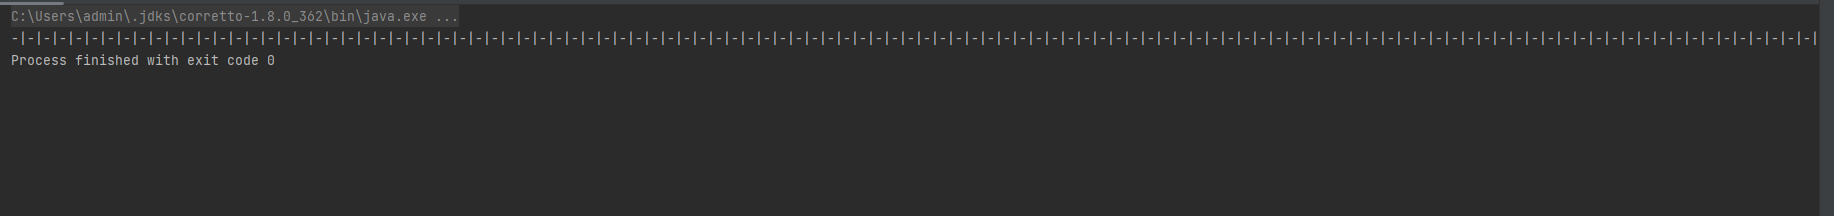 C:\Users\admin\.jdks\corretto-1.8.0_362\bin\java.exe ...
-|-|-|-|-|-|-|-|-|-|-|-|-|-|-|-|-|-|-|-|-|-|-|-|-|-|-|-|-|-|-|-|-|-|-|-|-|-|-|-|-|-|-|-|-|-|-|-|-|-|-|-|-|-|-|-|-|-|-|-|-|-|-|-|-|-|-|-|-|-|-|-|-|-|-|-|-|-|-|-|-|-|-|-|-|-|-|-|-|-|-|-|-|-|-|-|-|-|-|-|-|-|-|-|-|-|-|-|-|-|-|-|-|
Process finished with exit code 0